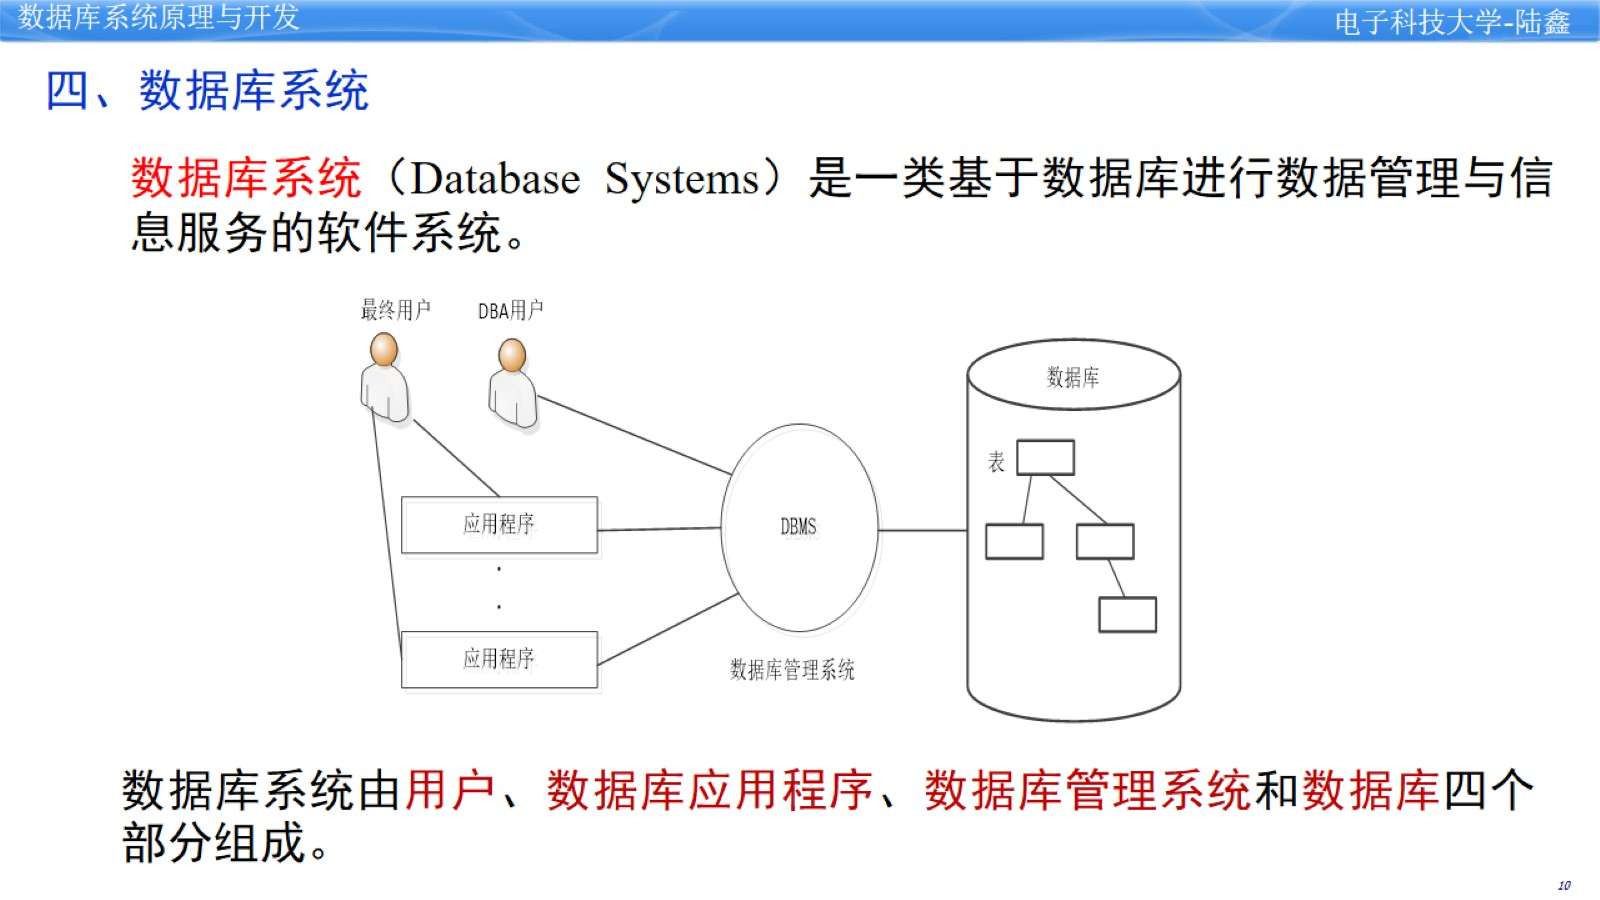 数据库系统原理与开发
电子科技大学-陆鑫
四、数据库系统
数据库系统（Database Systems）是一类基于数据库进行数据管理与信
息服务的软件系统。
最终用户
DBA用户
数据库
表
应用程序
DBMS
应用程序
数据库管理系统
数据库系统由用户、数据库应用程序、数据库管理系统和数据库四个
部分组成。
10